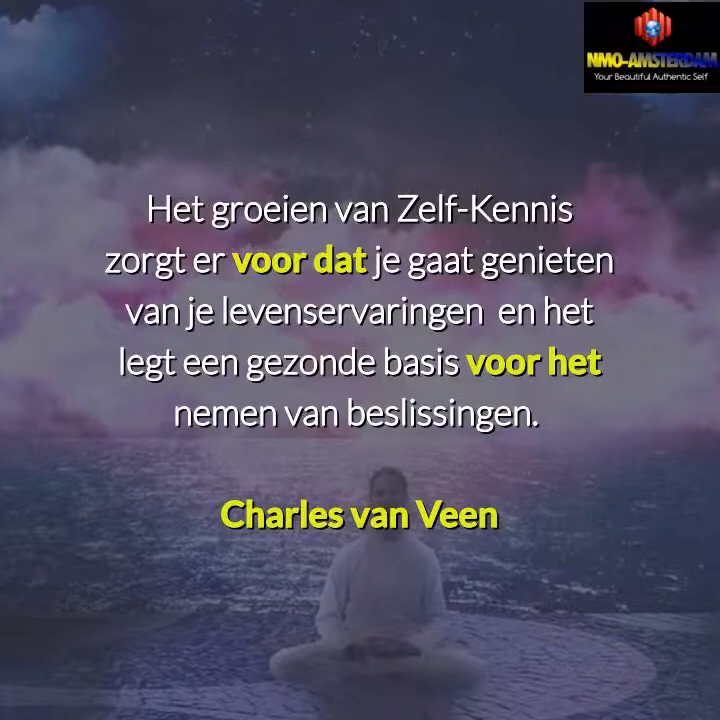 NMO-AMSTERDAM
Your Beautiful Authentic Self
Het groeien van Zelf-Kennis
zorgt er voor dat je gaat genieten
van je levenservaringen en het
legt een gezonde basis voor het
nemen van beslissingen.
Charles van Veen